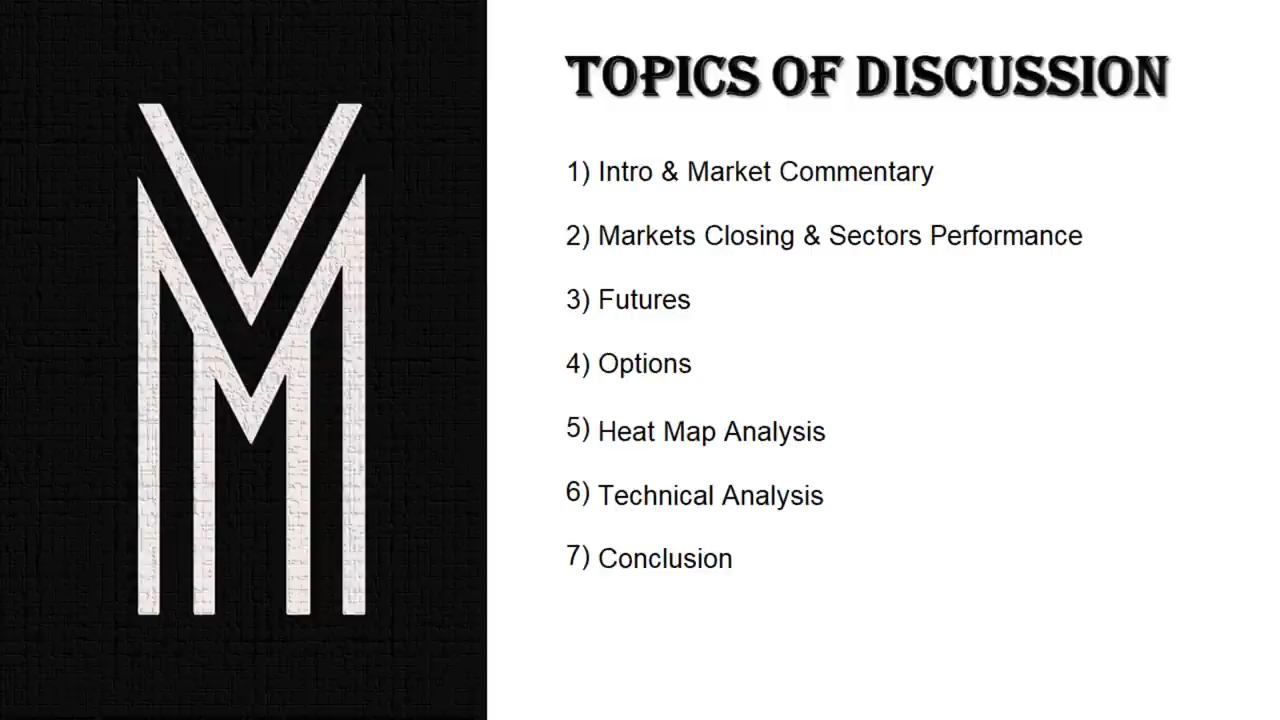 TOPICS OF DISCUSSION
1) Intro & Market Commentary
2) Markets Closing & Sectors Performance
3) Futures
4) Options
5) Heat Map Analysis
6) Technical Analysis
7) Conclusion